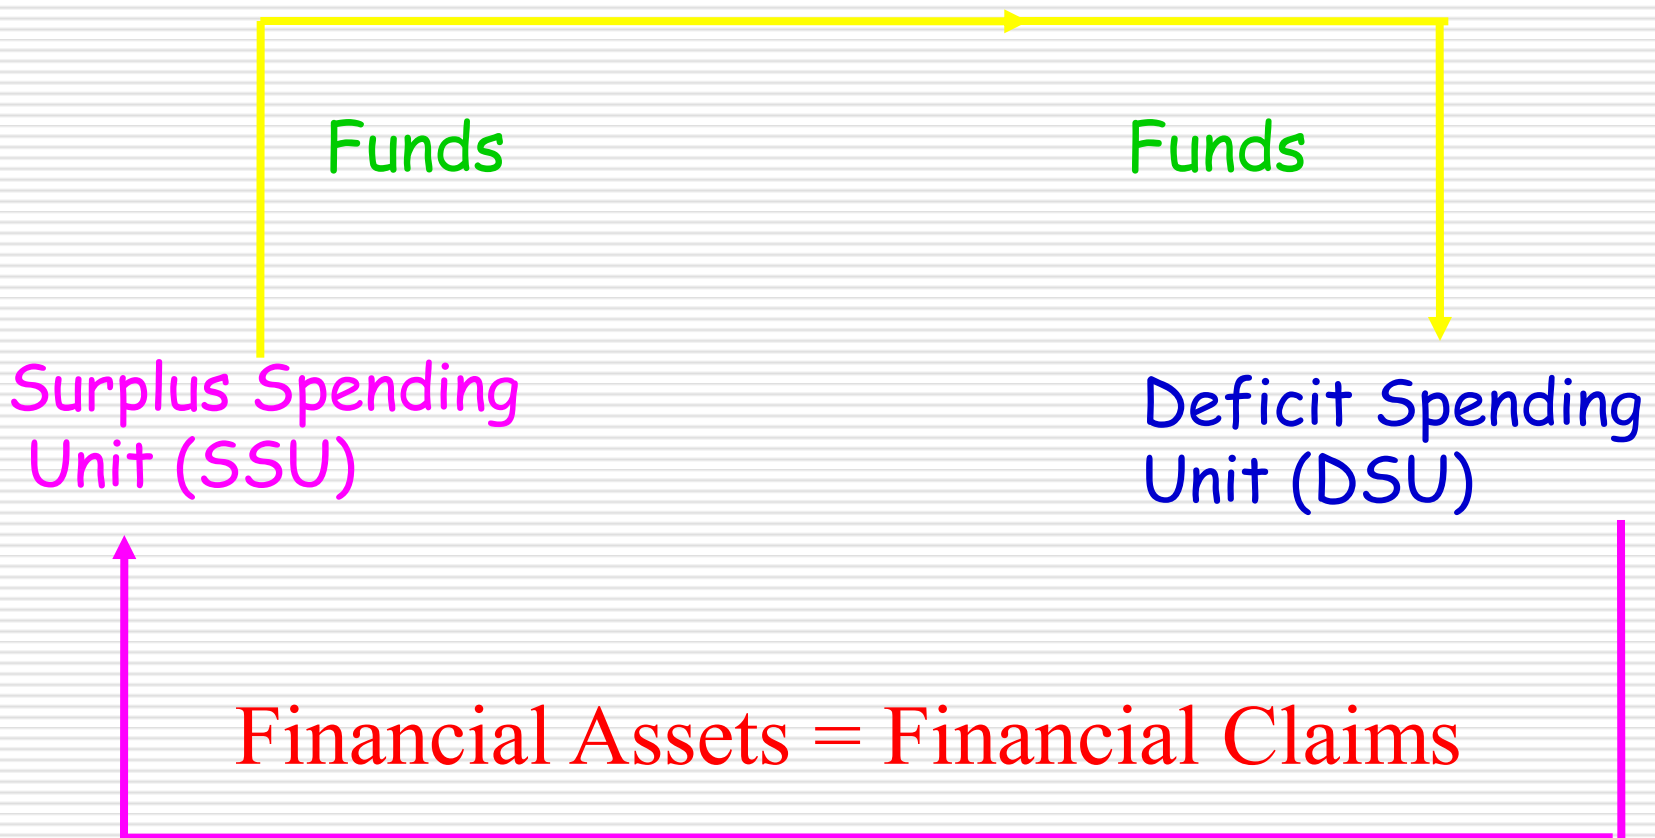 Funds
Funds
Surplus Spending
Unit (SSU)
Deficit Spending
Unit (DSU)
Financial Assets = Financial Claims